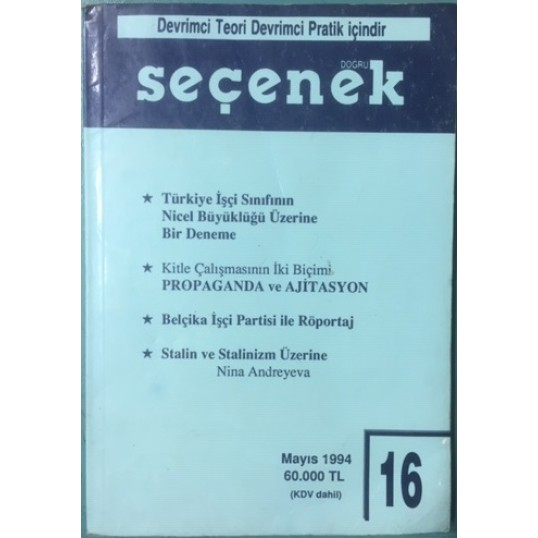 Devrimci Teori Devrimci Pratik içindir
DOĞRU
seçenek
★ Türkiye İşçi Sınıfının
Nicel Büyüklüğü Üzerine
Bir Deneme
★ Kitle Çalışmasının İki Biçimi
PROPAGANDA ve AJİTASYON
★ Belçika İşçi Partisi ile Röportaj
★ Stalin ve Stalinizm Üzerine
Nina Andreyeva
Mayıs 1994
60.000 TL
(KDV dahil)
16